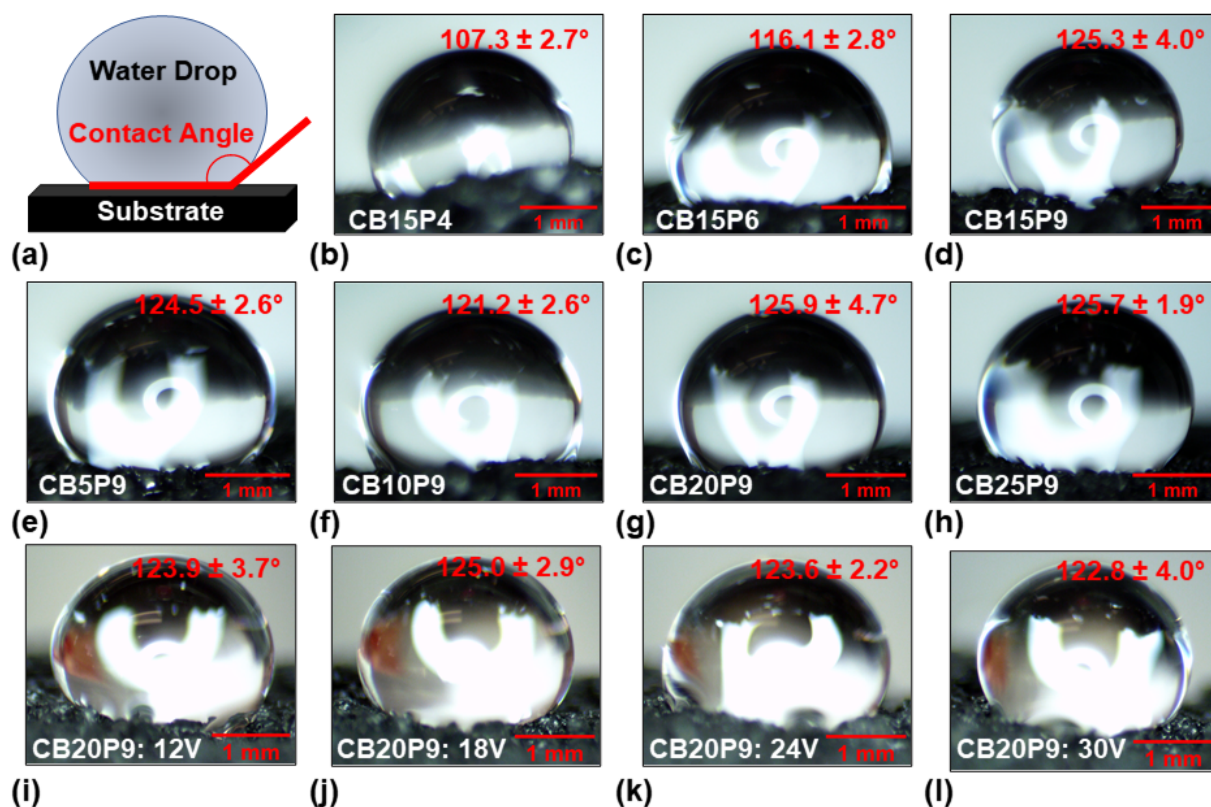 Water Drop
Contact Angle
Substrate
(a)
107.3 ± 2.7°
CB15P4
1 mm
(b)
116.1 ± 2.8°
CB15P6
1 mm
(c)
125.3 ± 4.0°
CB15P9
1 mm
(d)
124.5 ± 2.6°
CB5P9
1 mm
(e)
121.2 ± 2.6°
CB10P9
1 mm
(f)
125.9 ± 4.7°
CB20P9
1 mm
(g)
125.7 ± 1.9°
CB25P9
1 mm
(h)
123.9 ± 3.7°
CB20P9: 12V
1 mm
(i)
125.0 ± 2.9°
CB20P9: 18V
1 mm
(j)
123.6 ± 2.2°
CB20P9: 24V
1 mm
(k)
122.8 ± 4.0°
CB20P9: 30V
1 mm
(l)